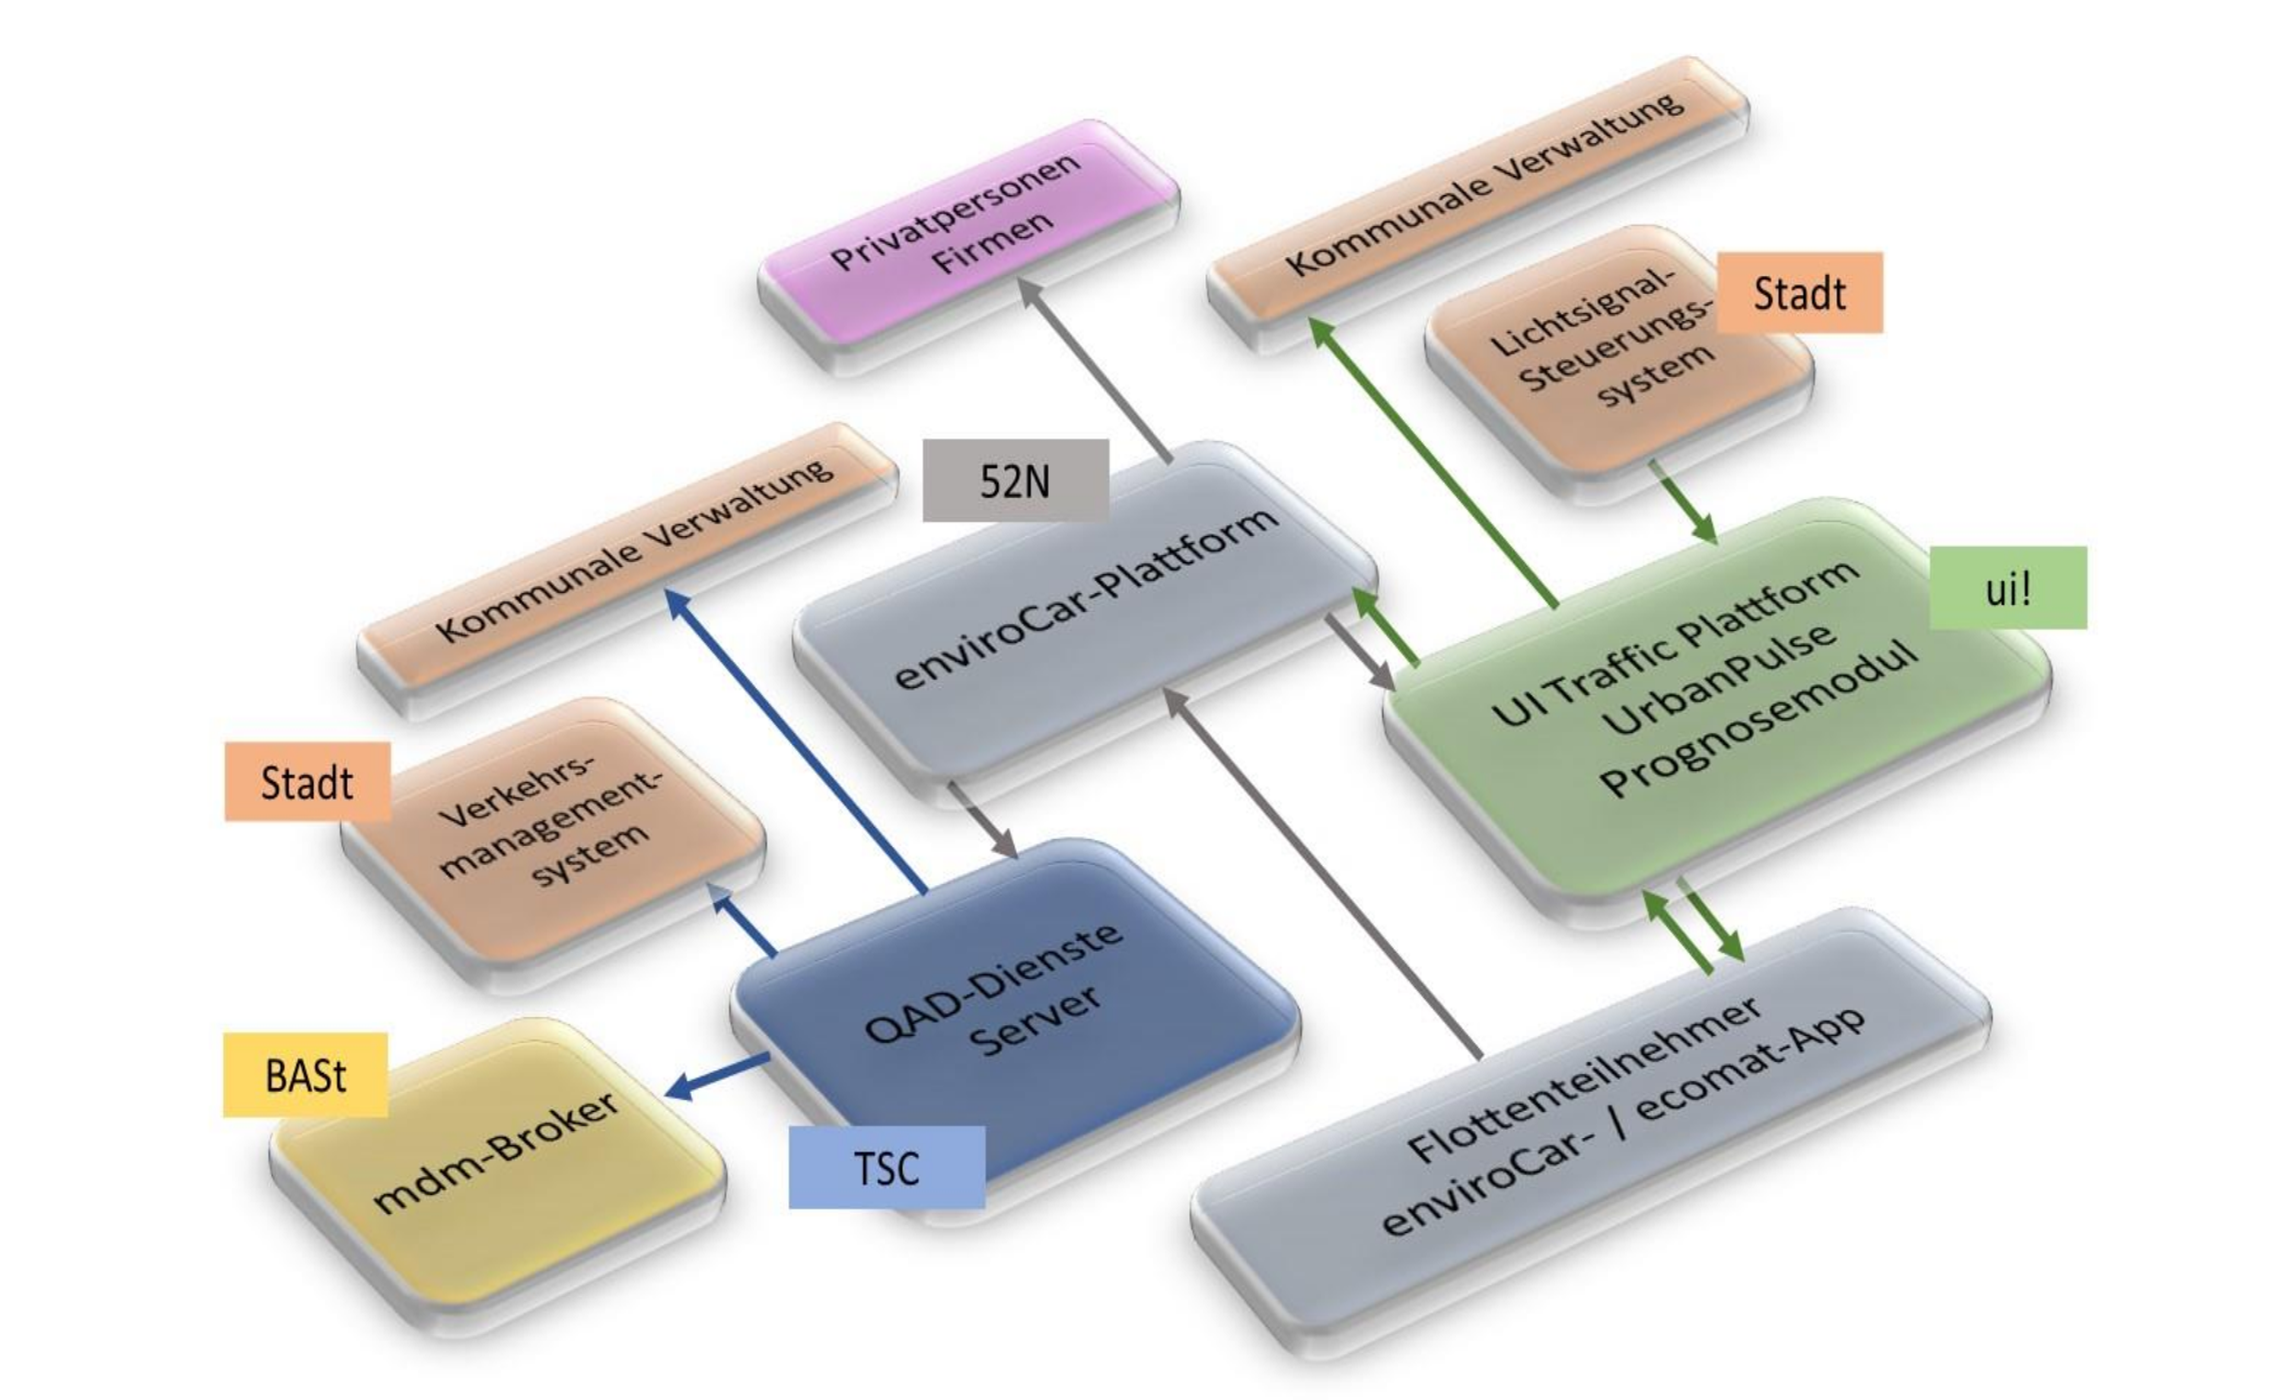 Privatpersonen
Firmen
Kommunale Verwaltung
Lichtsignal-
Steuerungs-
system
Stadt
52N
enviroCar-Plattform
Kommunale Verwaltung
UI Traffic Plattform
UrbanPulse
Prognosemodul
ui!
Stadt
Verkehrs-
management-
system
QAD-Dienste
Server
TSC
BASt
mdm-Broker
Flottenteilnehmer
enviroCar- / ecomat-App